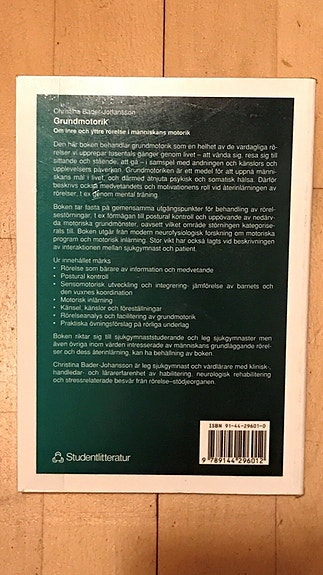 Christina Bader-Johansson
Grundmotorik
Om inre och yttre rörelse i människans motorik
Den här boken behandlar grundmotorik som en helhet av de vardagliga rö-
relser vi upprepar tusentals gånger genom livet – att vända sig, resa sig till
sittande och stående, att gå – i samspel med andningen och känslors och
upplevelsers påverkan. Grundmotoriken är ett medel för att uppnå männi-
skans mål i livet, och därmed åtnjuta psykisk och somatisk hälsa. Därför
beskrivs också medvetandets och motivationens roll vid återinlärningen av
rörelser, t ex genom mental träning.
Boken tar fasta på gemensamma utgångspunkter för behandling av rörel-
sestörningar, t ex förmågan till postural kontroll och uppövande av nedärv-
da motoriska grundmönster, oavsett vilket område störningen kategorise-
rats till. Boken utgår från modern neurofysiologisk forskning om motoriska
program och motorisk inlärning. Stor vikt har också lagts vid beskrivningen
av interaktionen mellan sjukgymnast och patient.
Ur innehållet märks
• Rörelse som bärare av information och medvetande
• Postural kontroll
• Sensomotorisk utveckling och integrering- jämförelse av barnets och
den vuxnes koordination
• Motorisk inlärning
• Känsel, känslor och föreställningar
• Rörelseanalys och facilitering av grundmotorik
• Praktiska övningsförslag på rörliga underlag
Boken riktar sig till sjukgymnaststuderande och leg sjukgymnaster men
även övriga inom vården intresserade av människans grundläggande rörel-
ser och dess återinlärning, kan ha behållning av boken.
Christina Bader-Johansson är leg sjukgymnast och vårdlärare med klinisk
handledar- och lärarerfarenhet av habilitering, neurologisk rehabilitering
och stressrelaterade besvär från rörelse–stödjeorganen.
ISBN 91-44-29601-0
9 789144 296012
Studentlitteratur